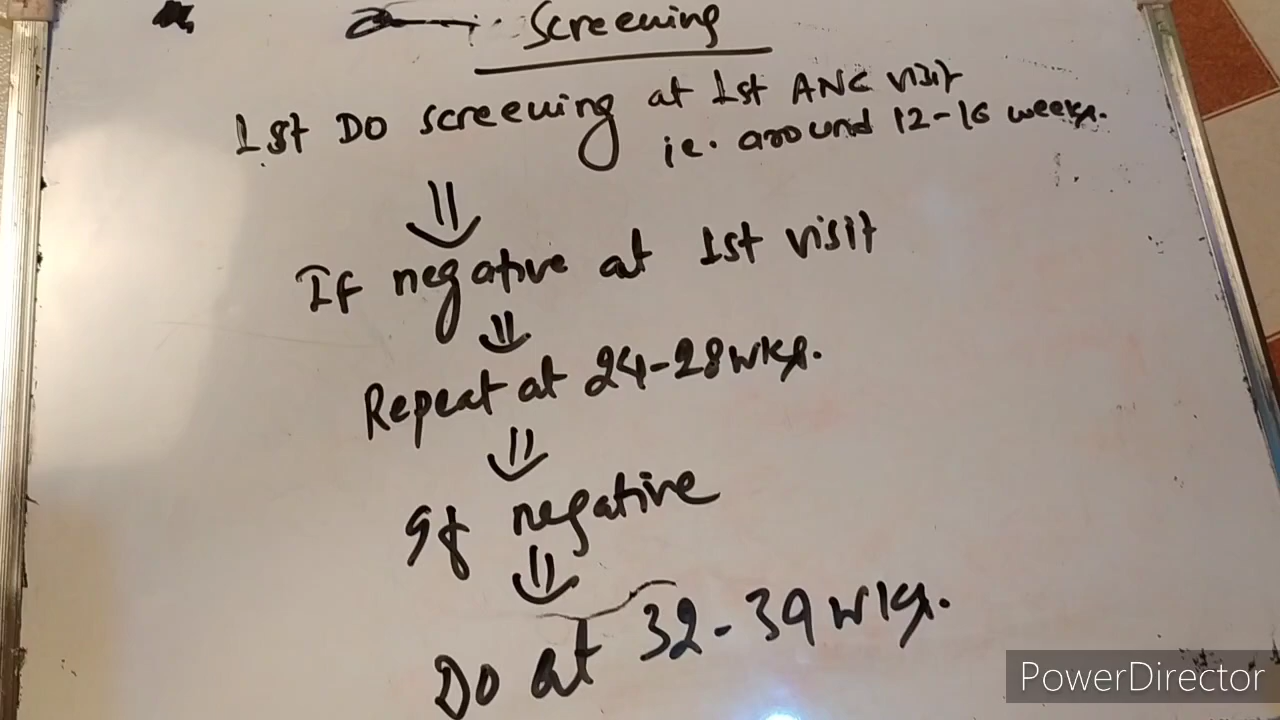 Screening
1st DO screening at 1st ANC visit
ie. around 12-16 weeks.
If negative at 1st visit
Repeat at 24-28wks.
If negative
Do at 32-34wks.
PowerDirector